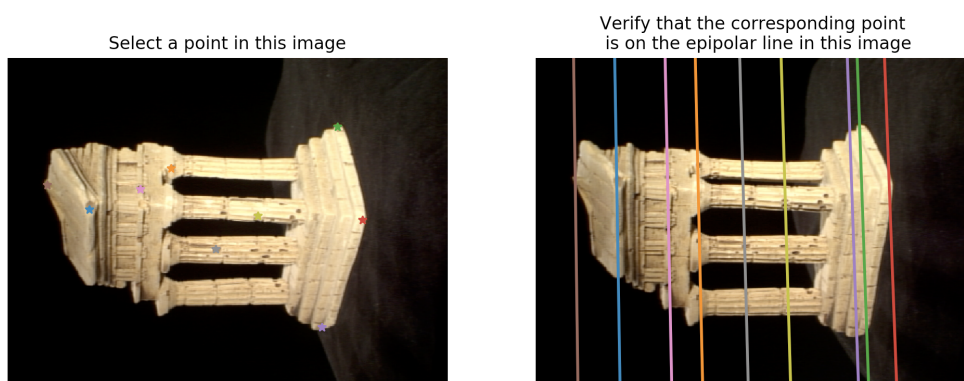 Select a point in this image
Verify that the corresponding point
is on the epipolar line in this image